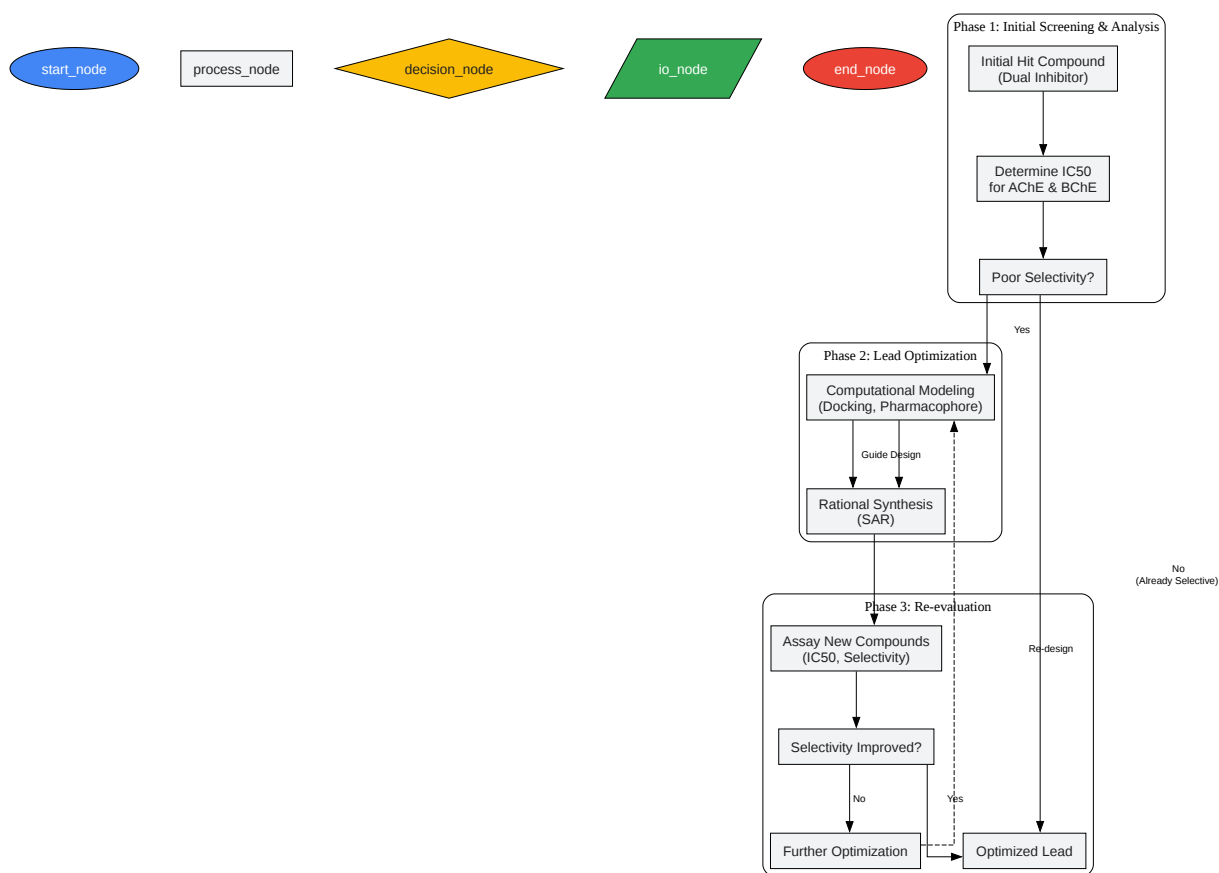 start_node
process_node
decision_node
io_node
end_node
Phase 1: Initial Screening & Analysis
Initial Hit Compound
(Dual Inhibitor)
Determine IC50
for AChE & BChE
Poor Selectivity?
Yes
Phase 2: Lead Optimization
Computational Modeling
(Docking, Pharmacophore)
Guide Design
Rational Synthesis
(SAR)
No
(Already Selective)
Phase 3: Re-evaluation
Assay New Compounds
(IC50, Selectivity)
Re-design
Selectivity Improved?
No
Yes
Further Optimization
Optimized Lead